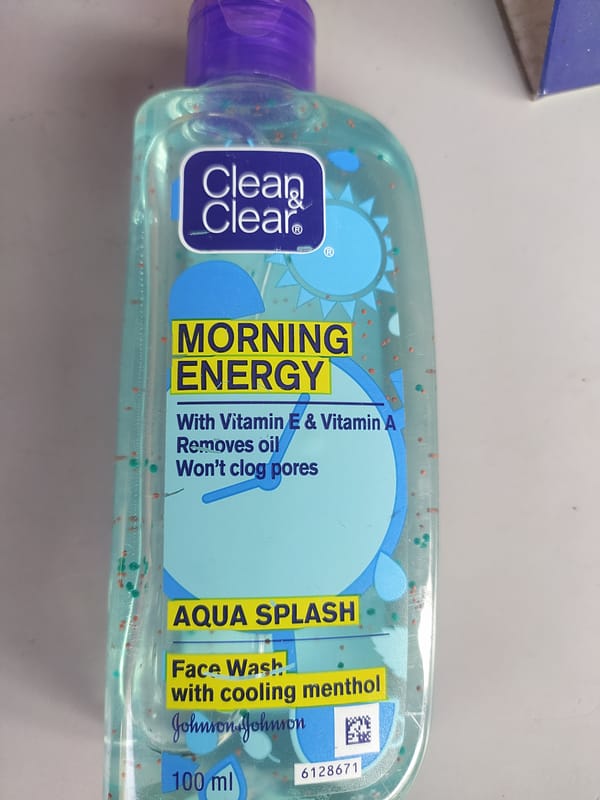 Clean
&
Clear®
®
MORNING
ENERGY
With Vitamin E & Vitamin A
Removes oil
Won't clog pores
AQUA SPLASH
Face Wash
with cooling menthol
Johnson & Johnson
100 ml
6128671